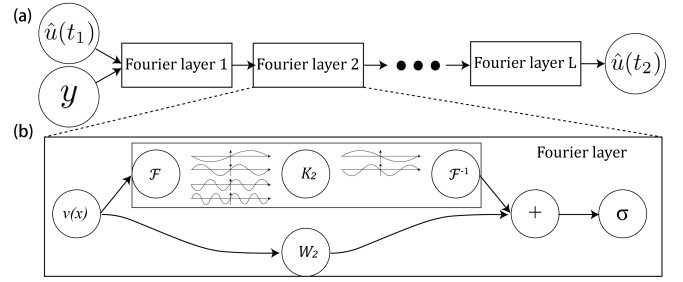 (a)
û(t₁)
y
Fourier layer 1
Fourier layer 2
Fourier layer L
û(t₂)
(b)
Fourier layer
v(x)
ℱ
K₂
ℱ⁻¹
W₂
+
σ